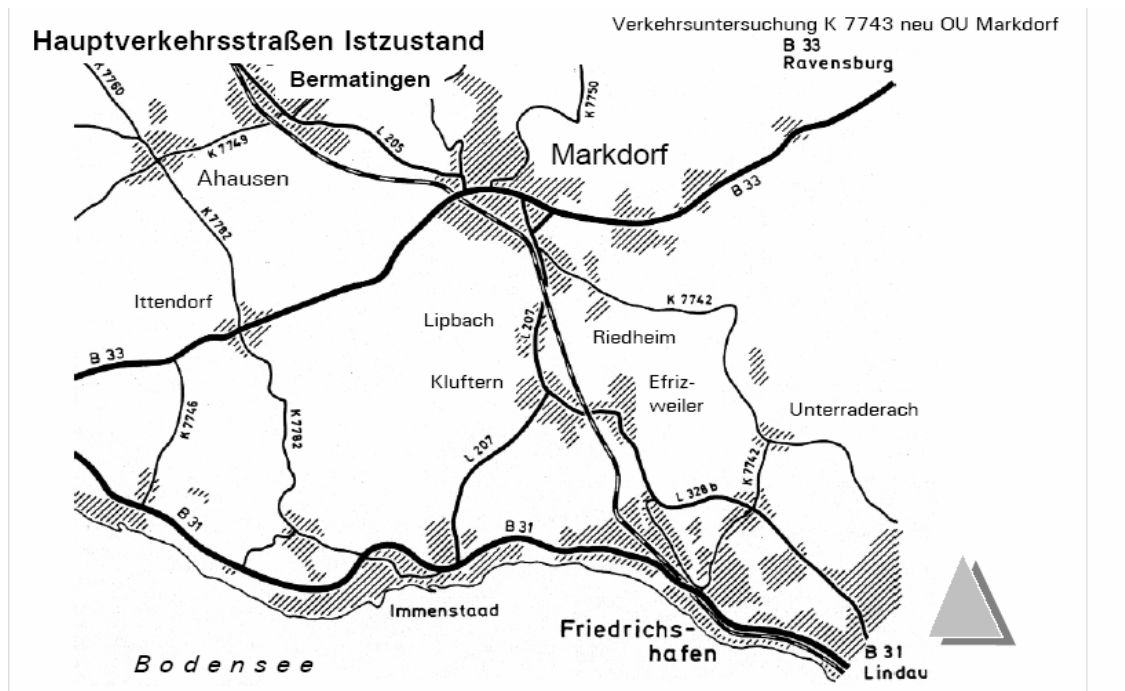 Verkehrsuntersuchung K 7743 neu OU Markdorf
Hauptverkehrsstraßen Istzustand
B 33
Ravensburg
K 7760
Bermatingen
K 7750
L 205
K 7749
Markdorf
Ahausen
B 33
K 7782
Ittendorf
K 7742
Lipbach
L 207
Riedheim
B 33
Kluftern
Efriz-
weiler
K 7746
K 7782
Unterraderach
L 207
K 7742
L 328 b
B 31
B 31
Immenstaad
Friedrichs-
hafen
B 31
Lindau
Bodensee